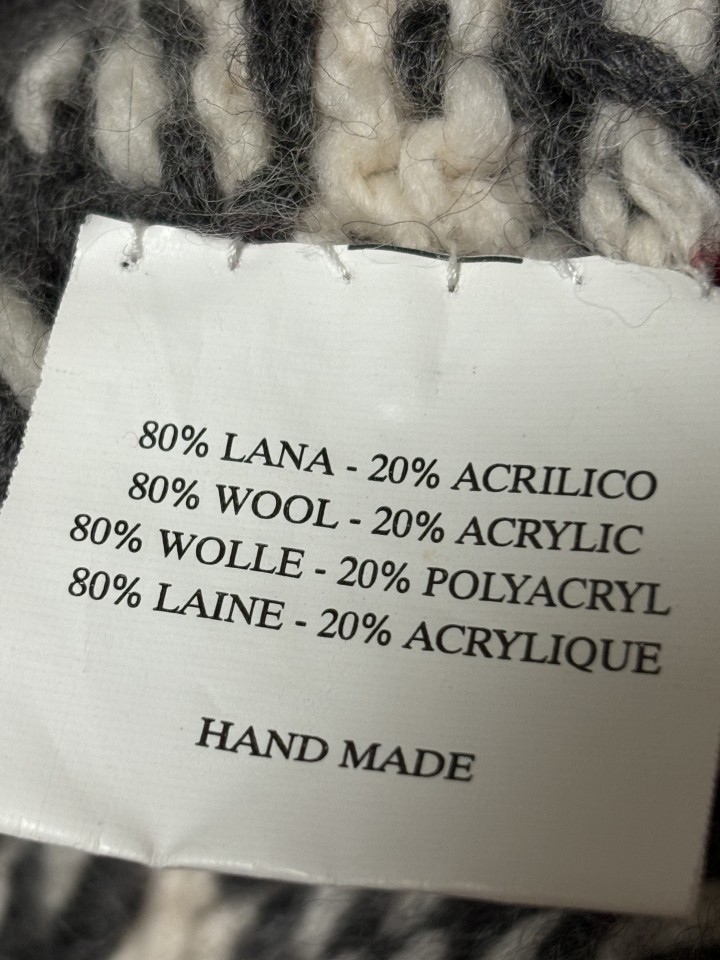 80% LANA - 20% ACRILICO
80% WOOL - 20% ACRYLIC
80% WOLLE - 20% POLYACRYL
80% LAINE - 20% ACRYLIQUE
HAND MADE